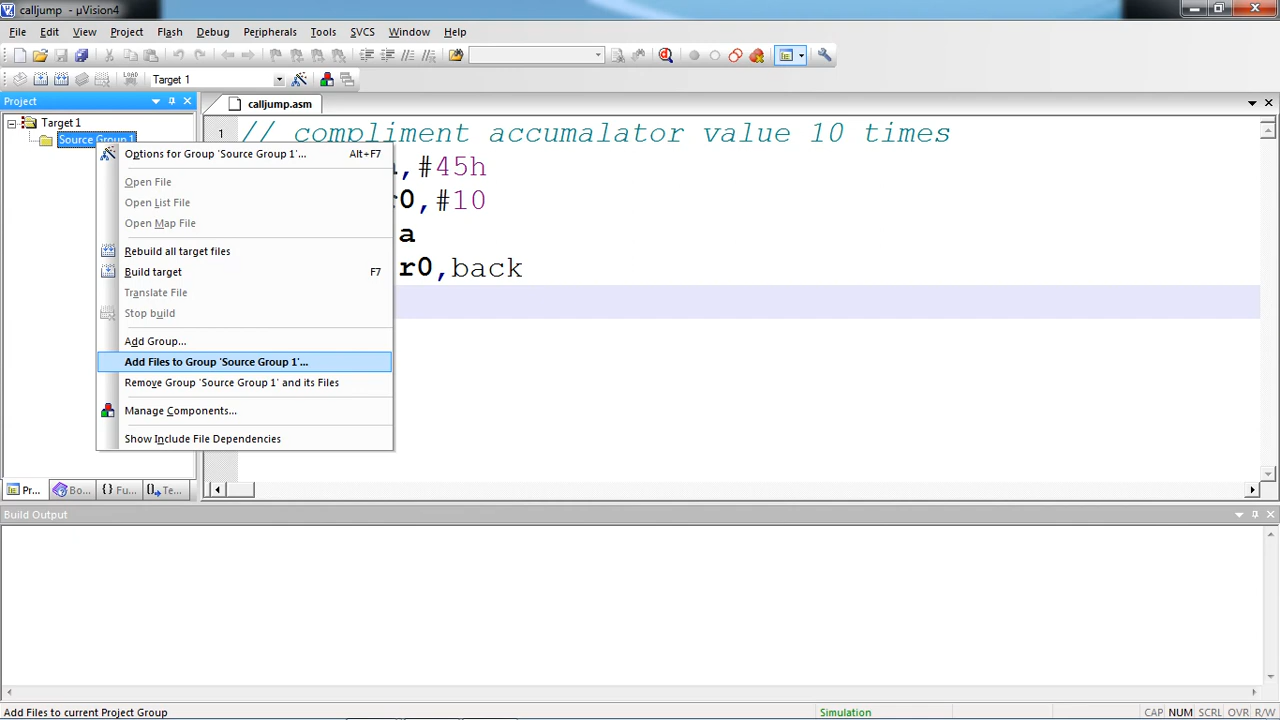 calljump - µVision4
File Edit View Project Flash Debug Peripherals Tools SVCS Window Help
LOAD Target 1
Project
calljump.asm
Target 1
Source Group 1
1 // compliment accumalator value 10 times
,#45h
r0,#10
a
r0,back
Options for Group 'Source Group 1'... Alt+F7
Open File
Open List File
Open Map File
Rebuild all target files
Build target F7
Translate File
Stop build
Add Group...
Add Files to Group 'Source Group 1'...
Remove Group 'Source Group 1' and its Files
Manage Components...
Show Include File Dependencies
Pr... Bo... {} Fu... Te...
Build Output
Add Files to current Project Group Simulation CAP NUM SCRL OVR R/W